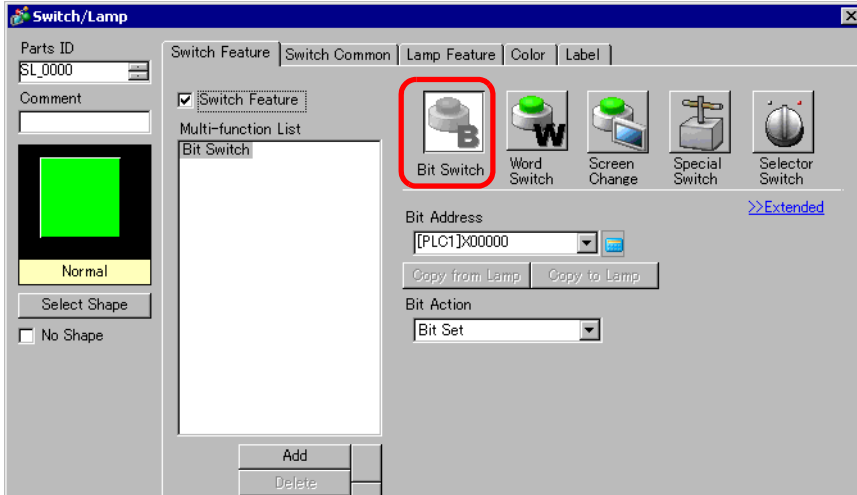 Switch/Lamp
Parts ID
SL_0000
Comment
Normal
Select Shape
No Shape
Switch Feature
Switch Common
Lamp Feature
Color
Label
Switch Feature
Multi-function List
Bit Switch
Add
Delete
B
W
Bit Switch
Word
Switch
Screen
Change
Special
Switch
Selector
Switch
>>Extended
Bit Address
[PLC1]X00000
Copy from Lamp
Copy to Lamp
Bit Action
Bit Set